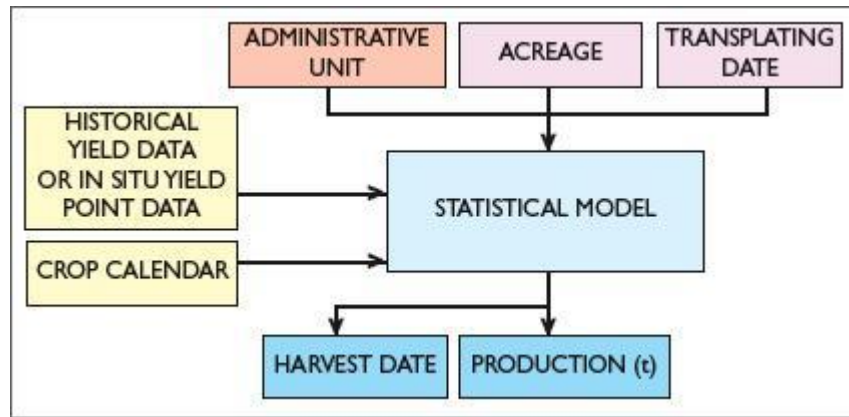 ADMINISTRATIVE
UNIT
ACREAGE
TRANSPLATING
DATE
HISTORICAL
YIELD DATA
OR IN SITU YIELD
POINT DATA
STATISTICAL MODEL
CROP CALENDAR
HARVEST DATE
PRODUCTION (t)